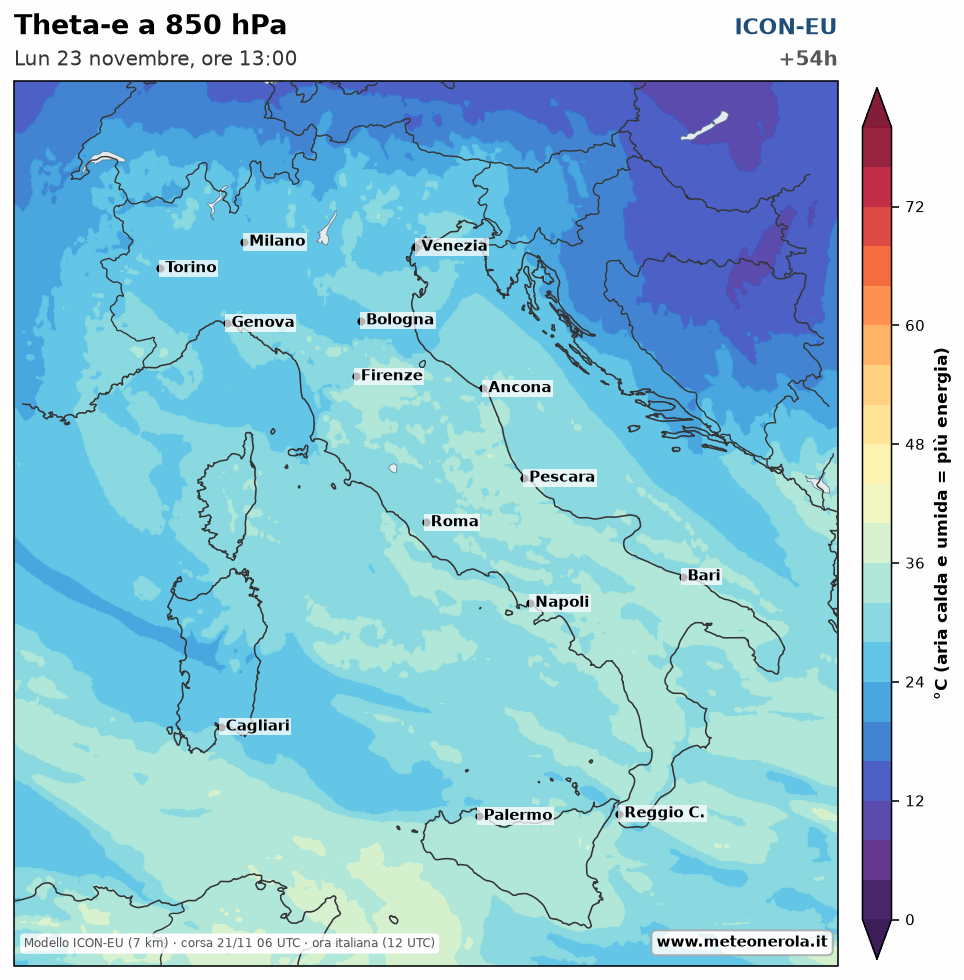 Theta-e a 850 hPa
ICON-EU
Lun 23 novembre, ore 13:00
+54h
Milano
Venezia
Torino
Genova
Bologna
Firenze
Ancona
Pescara
Roma
Bari
Napoli
Cagliari
Palermo
Reggio C.
72
60
48
36
24
12
0
°C (aria calda e umida = più energia)
Modello ICON-EU (7 km) · corsa 21/11 06 UTC · ora italiana (12 UTC)
www.meteonerola.it